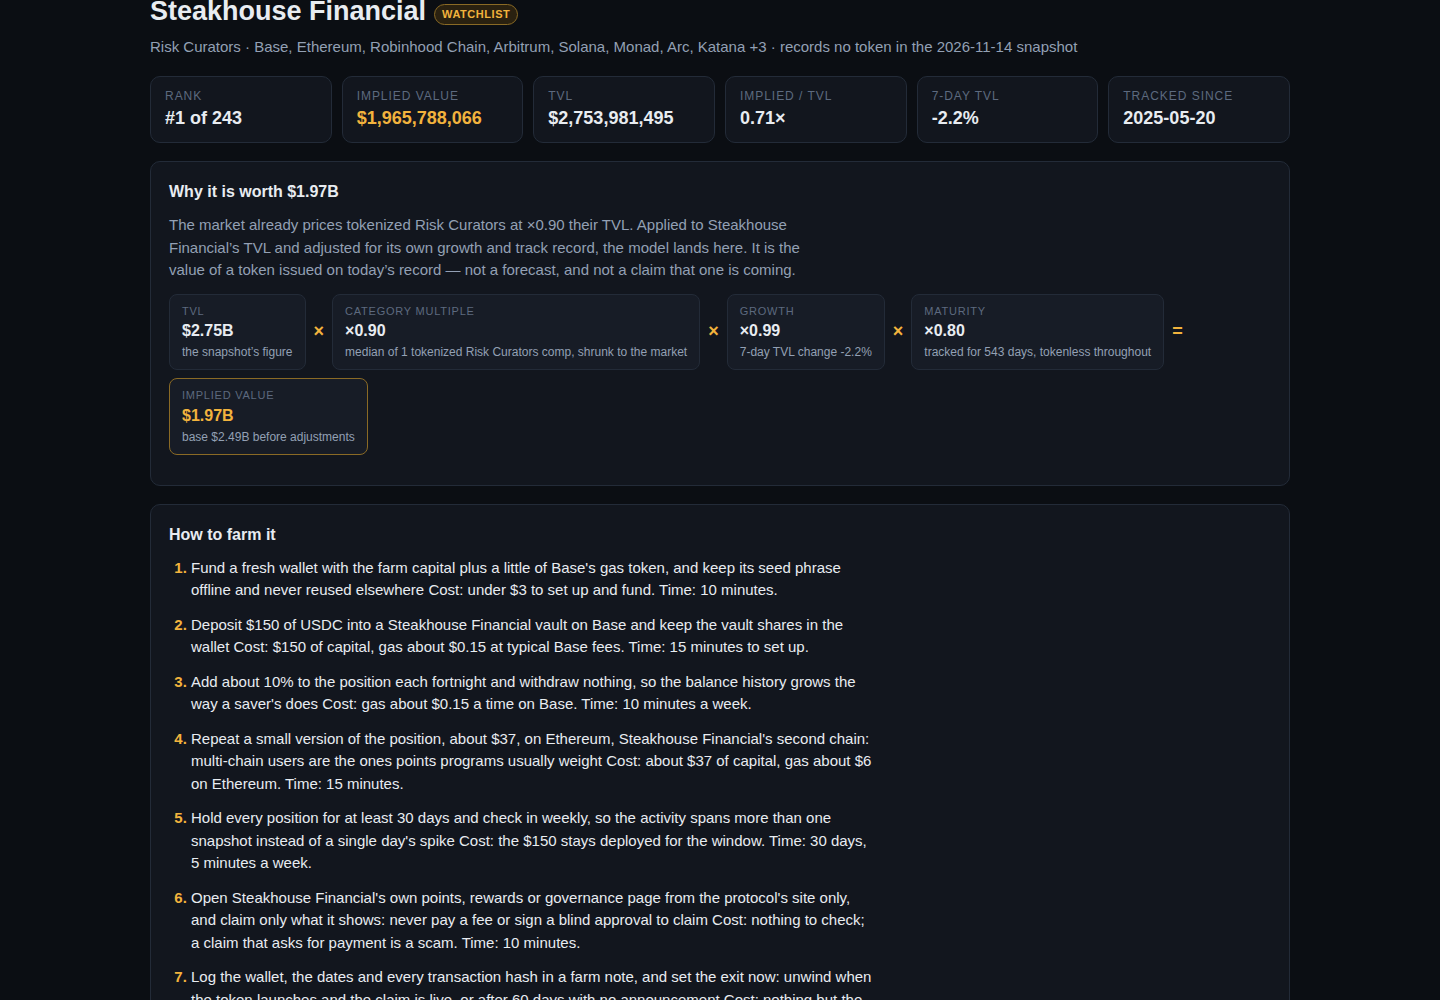 Steakhouse Financial WATCHLIST
Risk Curators · Base, Ethereum, Robinhood Chain, Arbitrum, Solana, Monad, Arc, Katana +3 · records no token in the 2026-11-14 snapshot
RANK
#1 of 243
IMPLIED VALUE
$1,965,788,066
TVL
$2,753,981,495
IMPLIED / TVL
0.71×
7-DAY TVL
-2.2%
TRACKED SINCE
2025-05-20
Why it is worth $1.97B
The market already prices tokenized Risk Curators at ×0.90 their TVL. Applied to Steakhouse
Financial’s TVL and adjusted for its own growth and track record, the model lands here. It is the
value of a token issued on today’s record — not a forecast, and not a claim that one is coming.
TVL
$2.75B
the snapshot’s figure
×
CATEGORY MULTIPLE
×0.90
median of 1 tokenized Risk Curators comp, shrunk to the market
×
GROWTH
×0.99
7-day TVL change -2.2%
×
MATURITY
×0.80
tracked for 543 days, tokenless throughout
=
IMPLIED VALUE
$1.97B
base $2.49B before adjustments
How to farm it
1. Fund a fresh wallet with the farm capital plus a little of Base's gas token, and keep its seed phrase
offline and never reused elsewhere Cost: under $3 to set up and fund. Time: 10 minutes.
2. Deposit $150 of USDC into a Steakhouse Financial vault on Base and keep the vault shares in the
wallet Cost: $150 of capital, gas about $0.15 at typical Base fees. Time: 15 minutes to set up.
3. Add about 10% to the position each fortnight and withdraw nothing, so the balance history grows the
way a saver's does Cost: gas about $0.15 a time on Base. Time: 10 minutes a week.
4. Repeat a small version of the position, about $37, on Ethereum, Steakhouse Financial's second chain:
multi-chain users are the ones points programs usually weight Cost: about $37 of capital, gas about $6
on Ethereum. Time: 15 minutes.
5. Hold every position for at least 30 days and check in weekly, so the activity spans more than one
snapshot instead of a single day's spike Cost: the $150 stays deployed for the window. Time: 30 days,
5 minutes a week.
6. Open Steakhouse Financial's own points, rewards or governance page from the protocol's site only,
and claim only what it shows: never pay a fee or sign a blind approval to claim Cost: nothing to check;
a claim that asks for payment is a scam. Time: 10 minutes.
7. Log the wallet, the dates and every transaction hash in a farm note, and set the exit now: unwind when
the token launches and the claim is live, or after 60 days with no announcement Cost: nothing but the